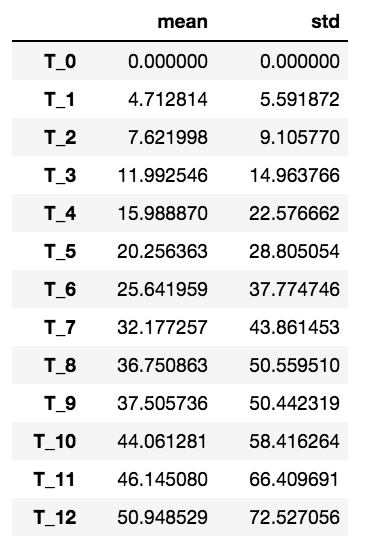 mean std
T_0 0.000000 0.000000
T_1 4.712814 5.591872
T_2 7.621998 9.105770
T_3 11.992546 14.963766
T_4 15.988870 22.576662
T_5 20.256363 28.805054
T_6 25.641959 37.774746
T_7 32.177257 43.861453
T_8 36.750863 50.559510
T_9 37.505736 50.442319
T_10 44.061281 58.416264
T_11 46.145080 66.409691
T_12 50.948529 72.527056